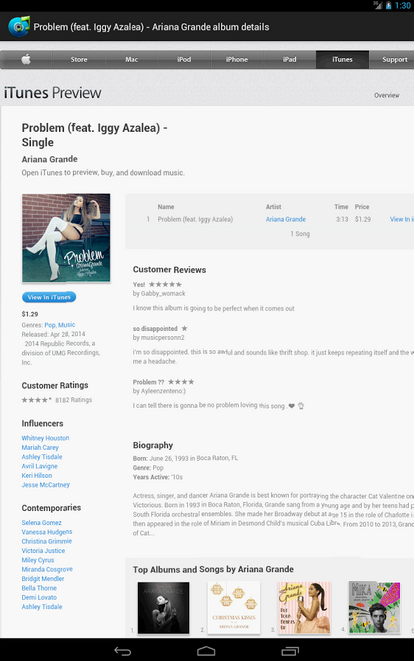 1:30
Problem (feat. Iggy Azalea) - Ariana Grande album details
Store Mac iPod iPhone iPad iTunes Support
iTunes Preview
Overview
Problem (feat. Iggy Azalea) -
Single
Ariana Grande
Open iTunes to preview, buy, and download music.
Problem
View in iTunes
$1.29
Genres: Pop, Music
Released: Apr 28, 2014
2014 Republic Records, a
division of UMG Recordings,
Inc.
Customer Ratings
★★★★★ 8182 Ratings
Influencers
Whitney Houston
Mariah Carey
Ashley Tisdale
Avril Lavigne
Keri Hilson
Jesse McCartney
Contemporaries
Selena Gomez
Vanessa Hudgens
Christina Grimmie
Victoria Justice
Miley Cyrus
Miranda Cosgrove
Bridgit Mendler
Bella Thorne
Demi Lovato
Ashley Tisdale
Name Artist Time Price
1 Problem (feat. Iggy Azalea) Ariana Grande 3:13 $1.29 View In i
1 Song
Customer Reviews
Yes! ★★★★★
by Gabby_womack
I know this album is going to be perfect when it comes out
so disappointed ★
by musicpersonn2
i'm so disappointed. this is so awful and sounds like thrift shop. it just keeps repeating itself and the w
me a headache.
Problem ?? ★★★★
by Ayleenzenteno:)
I can tell there is gonna be no problem loving this song ❤ 👌
Biography
Born: June 26, 1993 in Boca Raton, FL
Genre: Pop
Years Active: '10s
Actress, singer, and dancer Ariana Grande is best known for portraying the character Cat Valentine on
Victorious. Born in 1993 in Boca Raton, Florida, Grande sang from a young age and by her teens had p
South Florida orchestral ensembles. She made her Broadway debut at age 15 in the role of Charlotte i
then appeared in the role of Miriam in Desmond Child's musical Cuba Libre. From 2010 to 2013, Grand
of Cat...
Top Albums and Songs by Ariana Grande
1.
2.
CHRISTMAS KISSES
3.
Ariana
Grande
4.
MIKA
5.